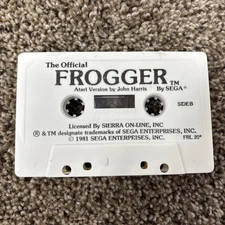 The Official
FROGGER™
Atari Version by John Harris By SEGA®
SIDE B
Licensed By SIERRA ON-LINE, INC
® & ™ designate trademarks of SEGA ENTERPRISES, INC.
© 1981 SEGA ENTERPRISES, INC.